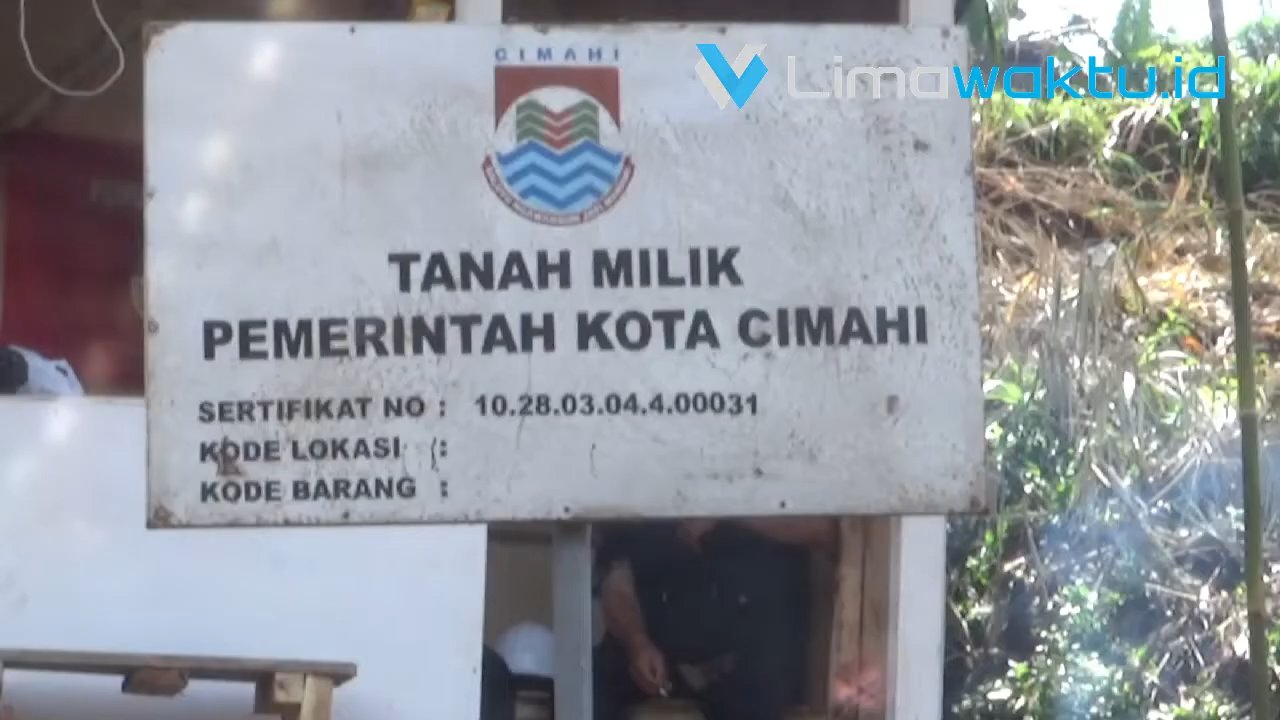 CIMAHI
Limawaktu.id
TANAH MILIK
PEMERINTAH KOTA CIMAHI
SERTIFIKAT NO : 10.28.03.04.4.00031
KODE LOKASI :
KODE BARANG :